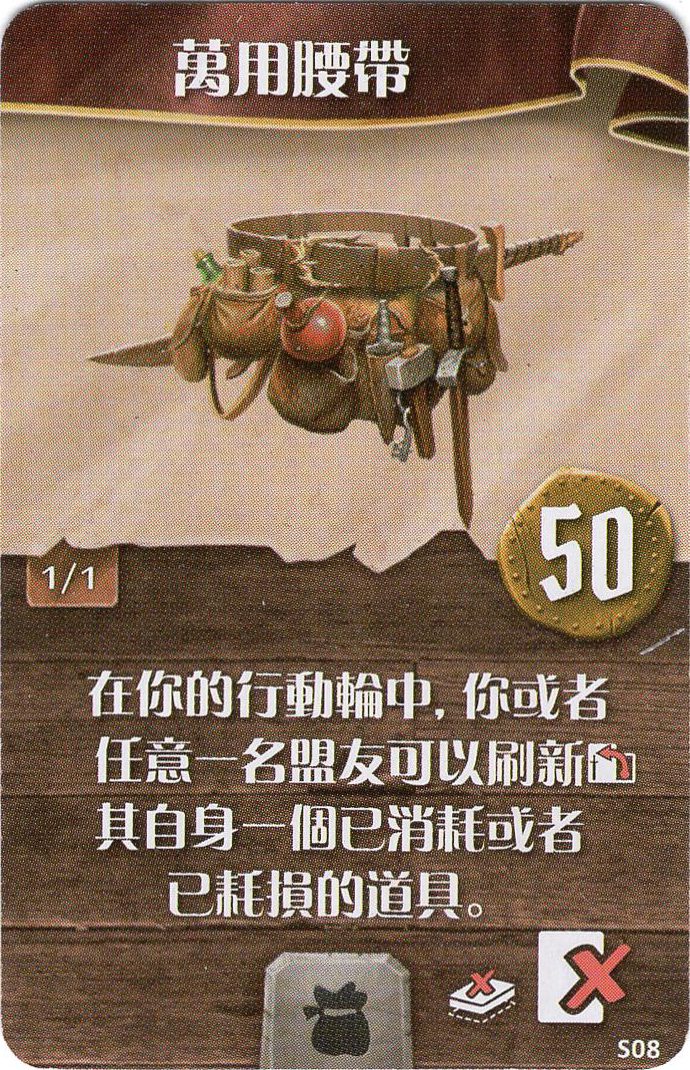 萬用腰帶
50
1/1
在你的行動輪中, 你或者
任意一名盟友可以刷新
其自身一個已消耗或者
已耗損的道具。
S08